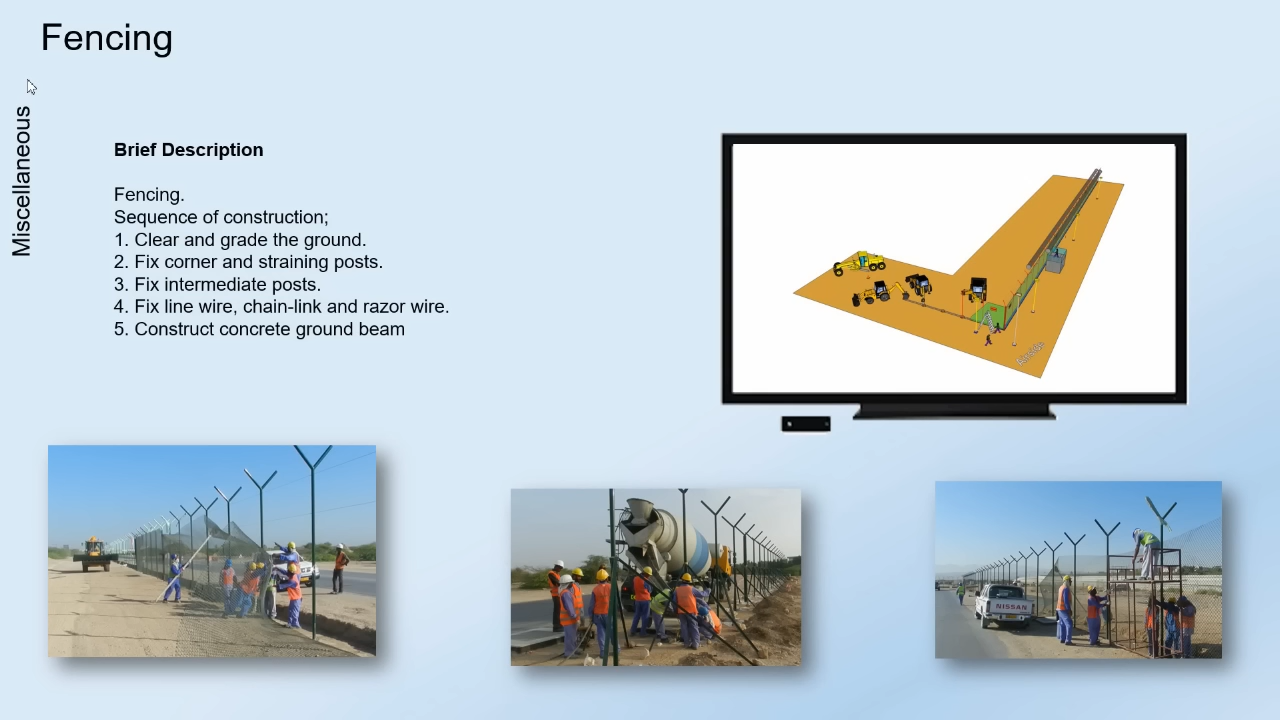 Fencing
Miscellaneous
Brief Description
Fencing.
Sequence of construction;
1. Clear and grade the ground.
2. Fix corner and straining posts.
3. Fix intermediate posts.
4. Fix line wire, chain-link and razor wire.
5. Construct concrete ground beam
NISSAN